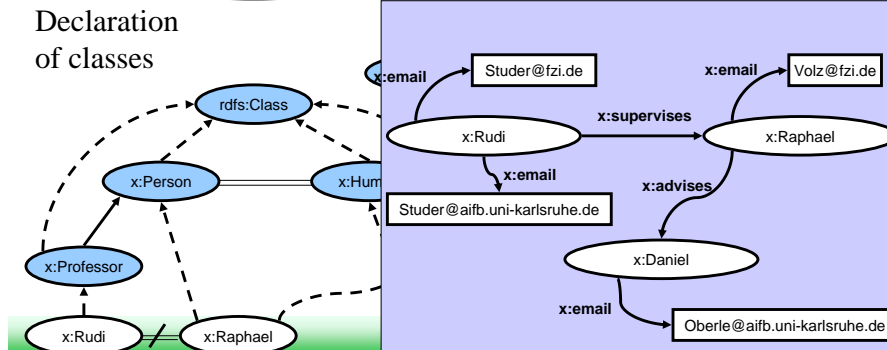 Declaration
of classes
rdfs:Class
x:Person
x:Hum
x:Professor
x:Rudi
x:Raphael
x:email
Studer@fzi.de
x:email
Volz@fzi.de
x:supervises
x:Rudi
x:Raphael
x:email
x:advises
Studer@aifb.uni-karlsruhe.de
x:Daniel
x:email
Oberle@aifb.uni-karlsruhe.de